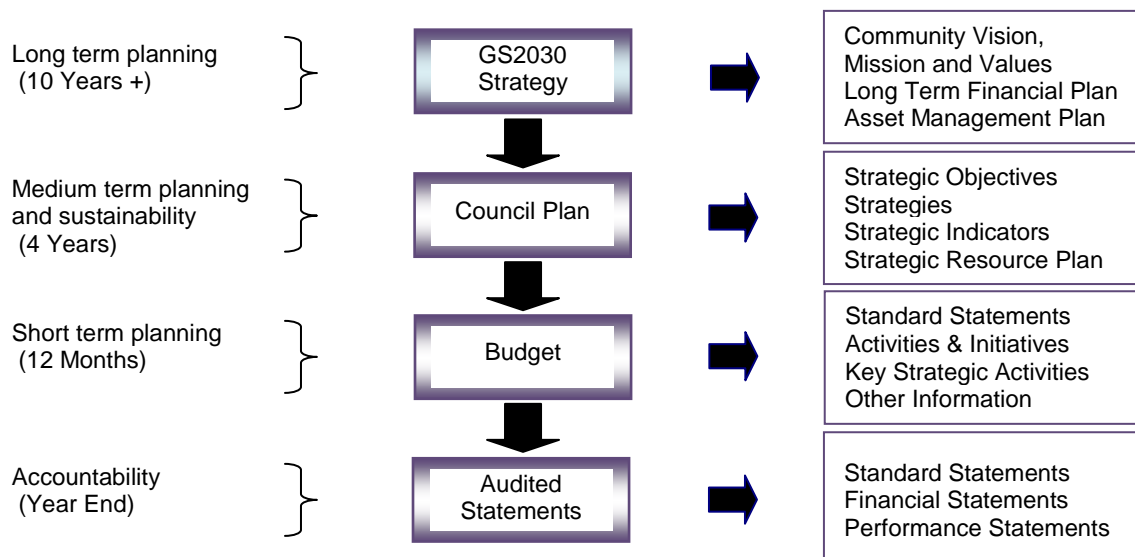 Long term planning
(10 Years +)
GS2030
Strategy
Community Vision,
Mission and Values
Long Term Financial Plan
Asset Management Plan
Medium term planning
and sustainability
(4 Years)
Council Plan
Strategic Objectives
Strategies
Strategic Indicators
Strategic Resource Plan
Short term planning
(12 Months)
Budget
Standard Statements
Activities & Initiatives
Key Strategic Activities
Other Information
Accountability
(Year End)
Audited
Statements
Standard Statements
Financial Statements
Performance Statements